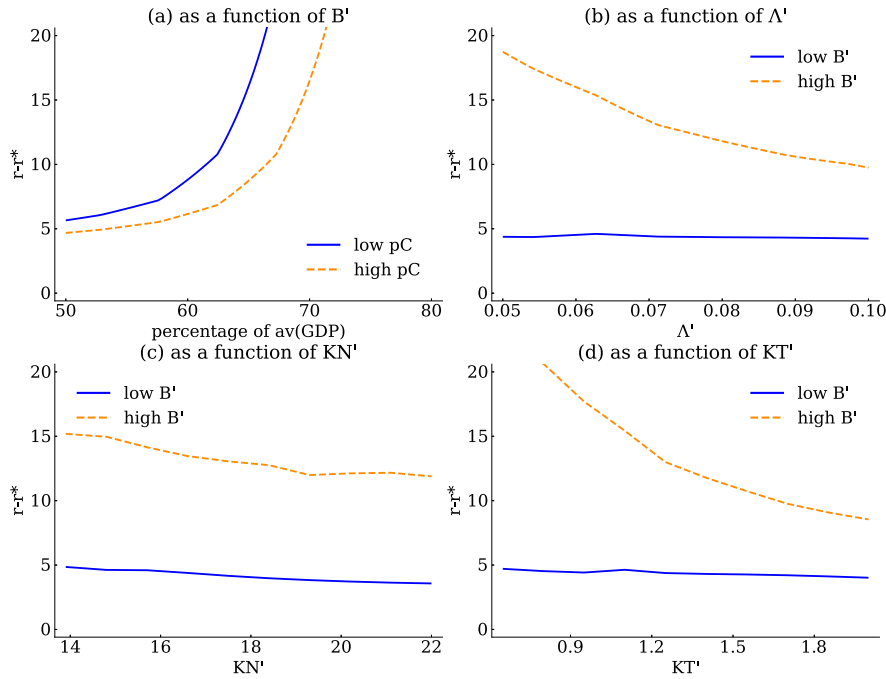 (a) as a function of B'
20
15
10
5
0
r-r*
low pC
high pC
50
60
70
80
percentage of av(GDP)
(b) as a function of Λ'
20
15
10
5
0
r-r*
low B'
high B'
0.05
0.06
0.07
0.08
0.09
0.10
Λ'
(c) as a function of KN'
20
15
10
5
0
r-r*
low B'
high B'
14
16
18
20
22
KN'
(d) as a function of KT'
20
15
10
5
0
r-r*
low B'
high B'
0.9
1.2
1.5
1.8
KT'